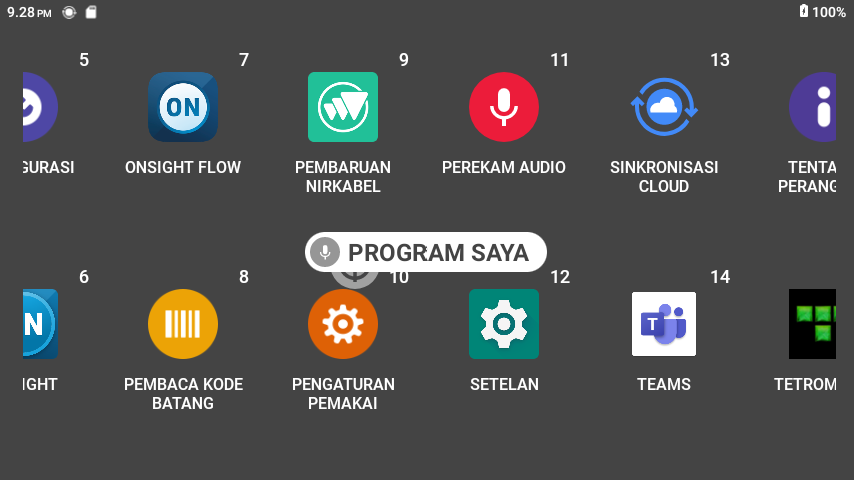 9.28 PM
100%
5
7
9
11
13
ON
GURASI
ONSIGHT FLOW
PEMBARUAN
NIRKABEL
PEREKAM AUDIO
SINKRONISASI
CLOUD
TENTA
PERANG
PROGRAM SAYA
6
8
10
12
14
N
T
IGHT
PEMBACA KODE
BATANG
PENGATURAN
PEMAKAI
SETELAN
TEAMS
TETROM